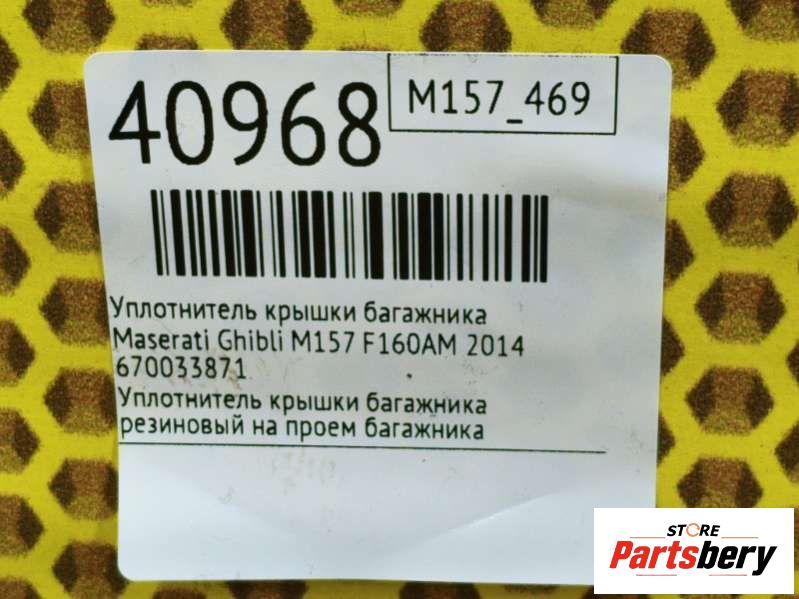 40968
M157_469
Уплотнитель крышки багажника
Maserati Ghibli M157 F160AM 2014
670033871
Уплотнитель крышки багажника
резиновый на проем багажника
STORE
Partsbery